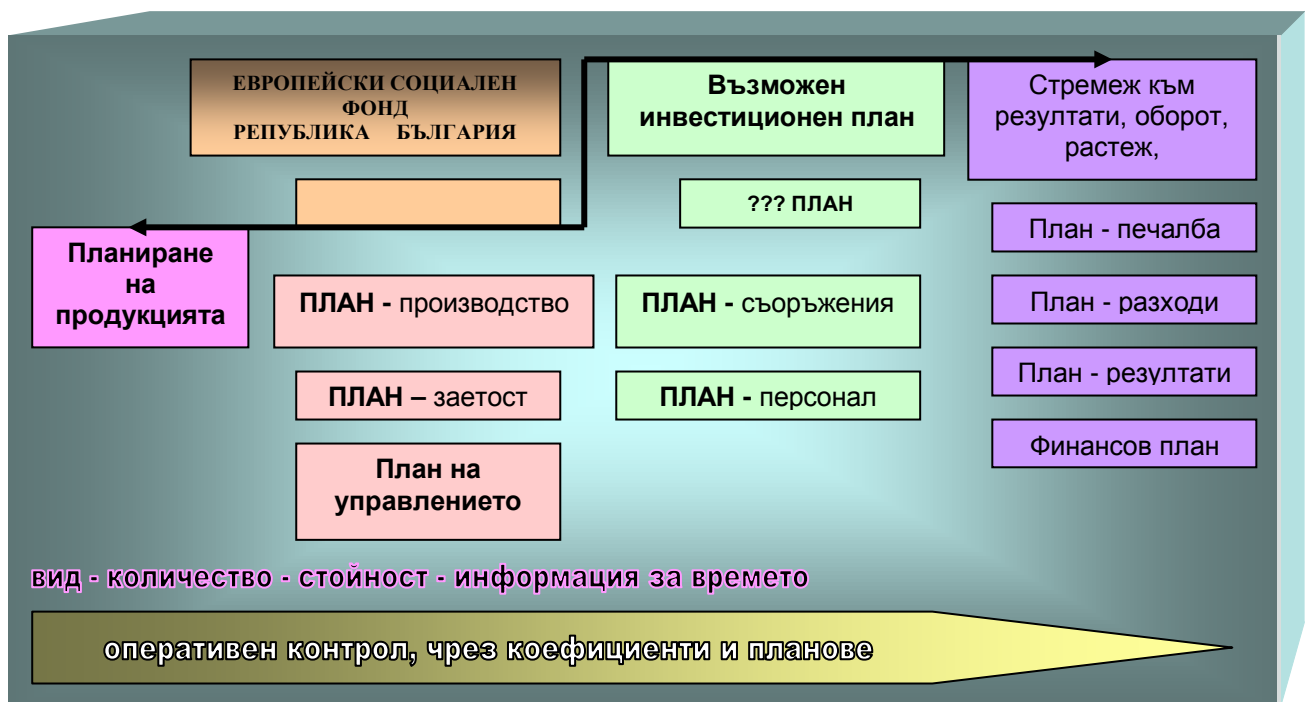 ЕВРОПЕЙСКИ СОЦИАЛЕН
ФОНД
РЕПУБЛИКА БЪЛГАРИЯ
Възможен
инвестиционен план
Стремеж към
резултати, оборот,
растеж,
??? ПЛАН
План - печалба
Планиране
на
продукцията
ПЛАН - производство
ПЛАН - съоръжения
План - разходи
ПЛАН – заетост
ПЛАН - персонал
План - резултати
План на
управлението
Финансов план
вид - количество - стойност - информация за времето
оперативен контрол, чрез коефициенти и планове